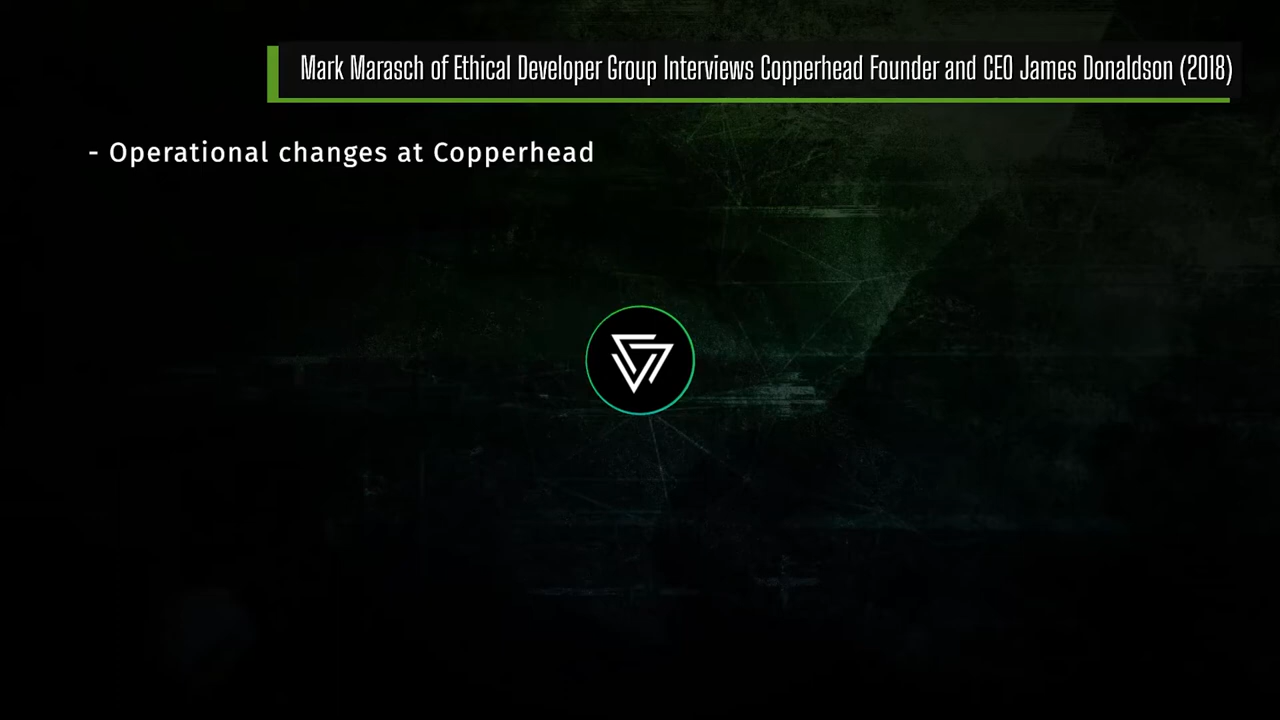 Mark Marasch of Ethical Developer Group Interviews Copperhead Founder and CEO James Donaldson (2018)
- Operational changes at Copperhead